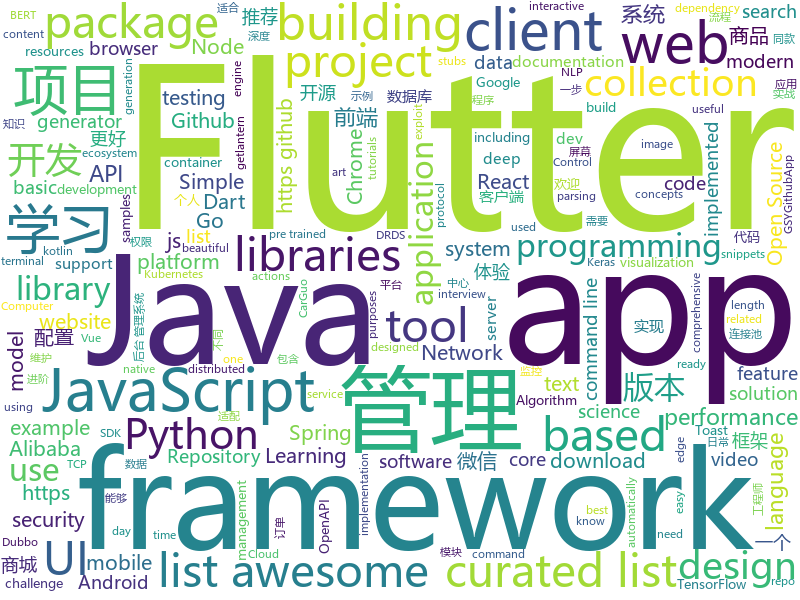 Flutter
app
Java
framework
管理
JavaScript
web
client
building
package
project
项目
学习
开发
Python
libraries
tool
UI
list awesome
curated list
design
based
版本
collection
programming
application
library
use
API
React
Chrome
Dart
Go
Simple
Github
前端
https github
Node
browser
推荐
content
BERT
resources
testing
generator
更好
开源
数据库
documentation
data
Google
适合
深度
示例
generation
engine
interactive
dependency
流程
stubs
NLP
程序
一步
实战
应用
同款
系统
search
商品
modern
useful
build
dev
including
deep
image
屏幕
Control
exploit
tutorials
container
getlantern
知识
ecosystem
basic
development
个人
js
list
beautiful
art
pre trained
protocol
客户端
parsing
concepts
欢迎
code
implemented
Open Source
GSYGithubApp
代码
需要
used
samples
kotlin
terminal
support
权限
platform
system
体验
Keras
visualization
snippets
实现
连接池
length
related
command line
interview
server
comprehensive
Computer
website
Vue
配置
model
维护
进阶
Kubernetes
actions
平台
中心
purposes
CarGuo
不同
后台管理系统
包含
distributed
designed
native
one
ready
Network
text
feature
solution
Algorithm
science
performance
example
Alibaba
Spring
Repository
Learning
software
微信
core
download
video
language
框架
https
SDK
TCP
日常
适配
service
Toast
edge
工程师
监控
security
商城
mobile
Android
数据
能够
management
day
time
Cloud
订单
OpenAPI
implementation
模块
command
using
best
know
easy
need
automatically
TensorFlow
repo
一个
Dubbo
challenge
DRDS